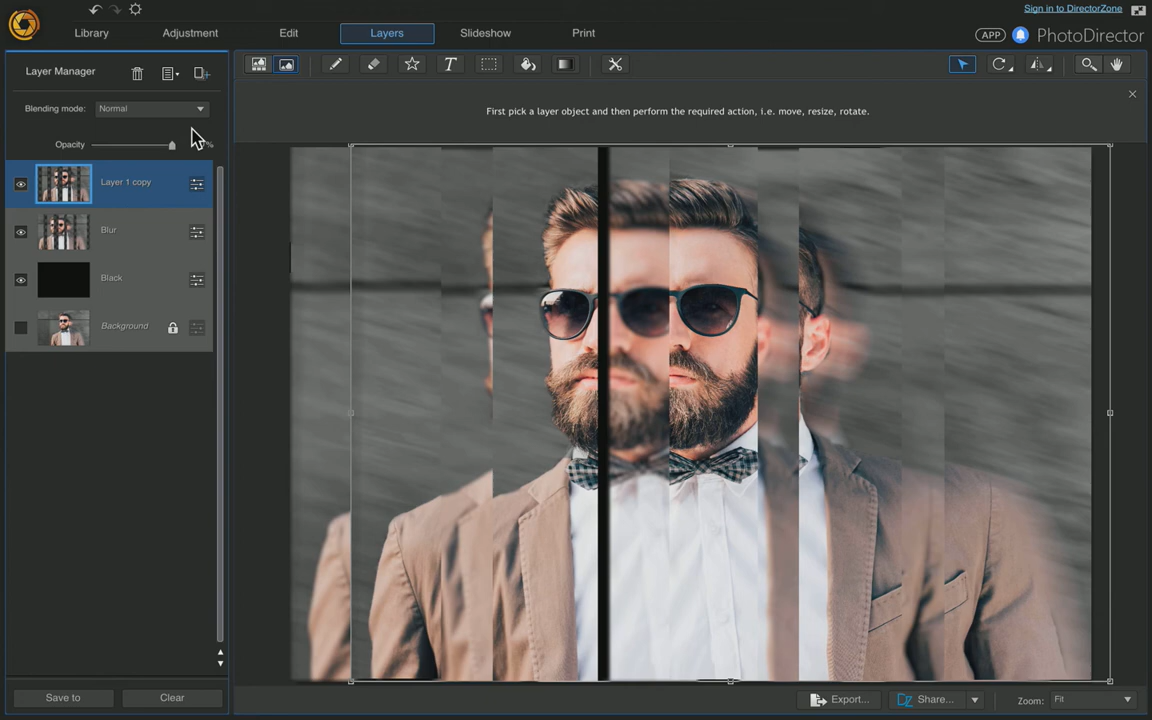 Sign in to DirectorZone
Library
Adjustment
Edit
Layers
Slideshow
Print
APP
PhotoDirector
Layer Manager
First pick a layer object and then perform the required action, i.e. move, resize, rotate.
Blending mode:
Normal
Opacity
%
Layer 1 copy
Blur
Black
Background
Save to
Clear
Export...
Share...
Zoom:
Fit